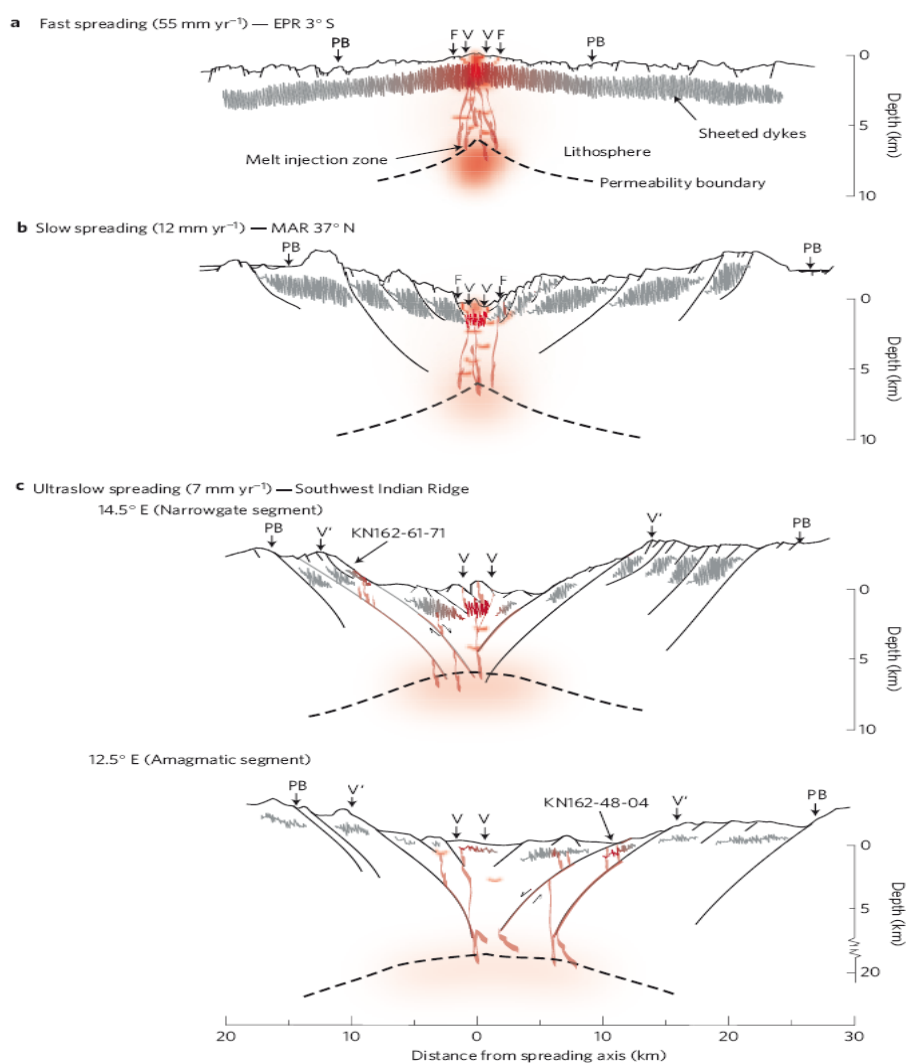 a Fast spreading (55 mm yr⁻¹) — EPR 3° S
PB F V V F PB
0
Sheeted dykes
5
Melt injection zone
Lithosphere
Permeability boundary
10
Depth (km)
b Slow spreading (12 mm yr⁻¹) — MAR 37° N
PB F V V F PB
0
5
10
Depth (km)
c Ultraslow spreading (7 mm yr⁻¹) — Southwest Indian Ridge
14.5° E (Narrowgate segment)
PB V' KN162-61-71 V V V' PB
0
5
10
Depth (km)
12.5° E (Amagmatic segment)
PB V' V V KN162-48-04 V' PB
0
5
20
Depth (km)
20 10 0 10 20 30
Distance from spreading axis (km)